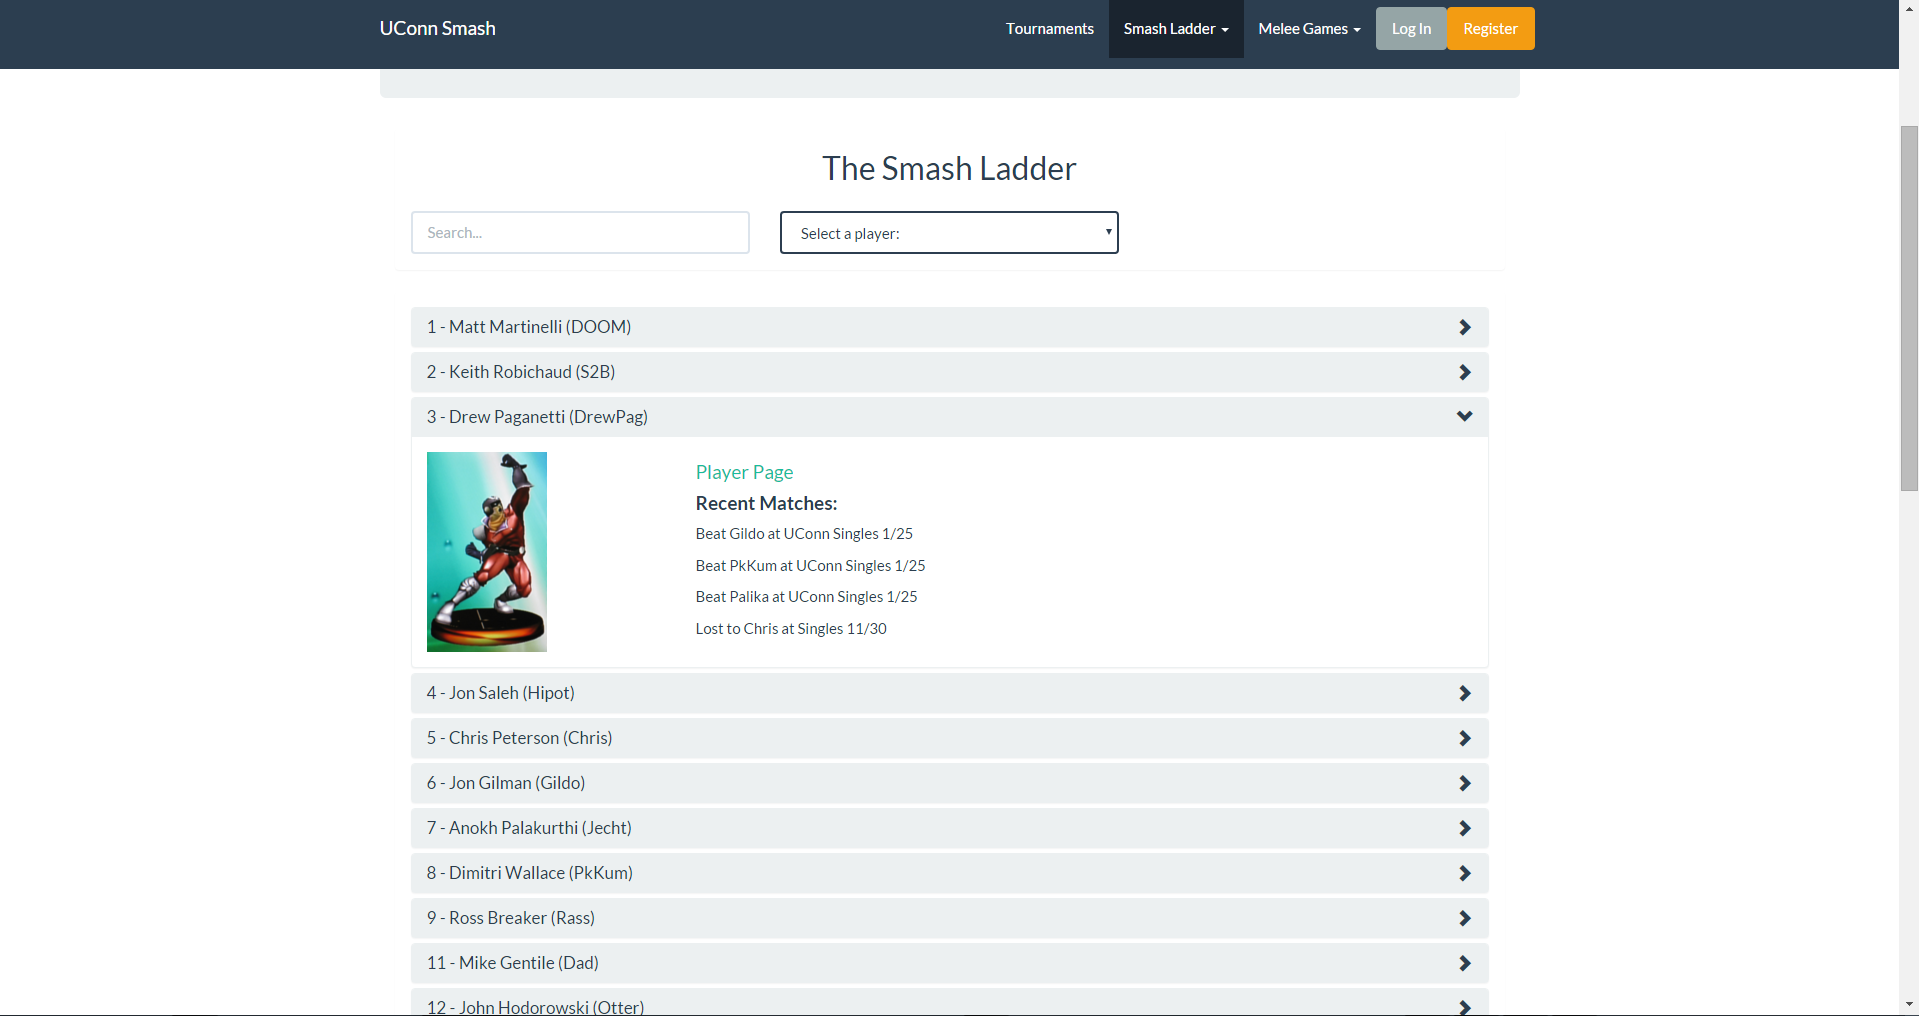 UConn Smash
Tournaments
Smash Ladder
Melee Games
Log In
Register
The Smash Ladder
Search...
Select a player:
1 - Matt Martinelli (DOOM)
2 - Keith Robichaud (S2B)
3 - Drew Paganetti (DrewPag)
Player Page
Recent Matches:
Beat Gildo at UConn Singles 1/25
Beat PkKum at UConn Singles 1/25
Beat Palika at UConn Singles 1/25
Lost to Chris at Singles 11/30
4 - Jon Saleh (Hipot)
5 - Chris Peterson (Chris)
6 - Jon Gilman (Gildo)
7 - Anokh Palakurthi (Jecht)
8 - Dimitri Wallace (PkKum)
9 - Ross Breaker (Rass)
11 - Mike Gentile (Dad)
12 - John Hodorowski (Otter)